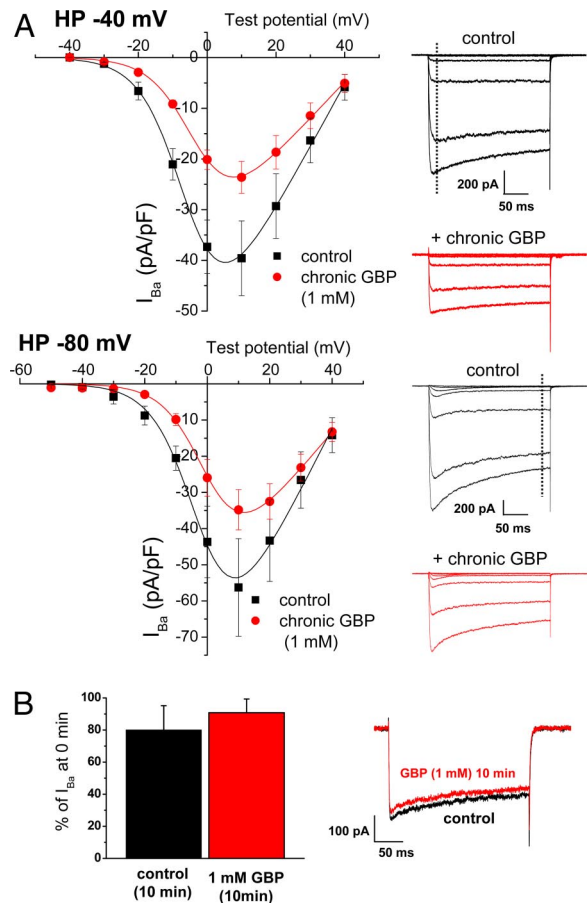 A
HP -40 mV
Test potential (mV)
-40 -20 0 20 40
0
-10
-20
-30
-40
-50
I_Ba (pA/pF)
control
chronic GBP
(1 mM)
control
200 pA
50 ms
+ chronic GBP
HP -80 mV
Test potential (mV)
-60 -40 -20 0 20 40
-10
-20
-30
-40
-50
-60
-70
I_Ba (pA/pF)
control
chronic GBP
(1 mM)
control
200 pA
50 ms
+ chronic GBP
B
% of I_Ba at 0 min
100
80
60
40
20
0
control
(10 min)
1 mM GBP
(10min)
GBP (1 mM) 10 min
control
100 pA
50 ms